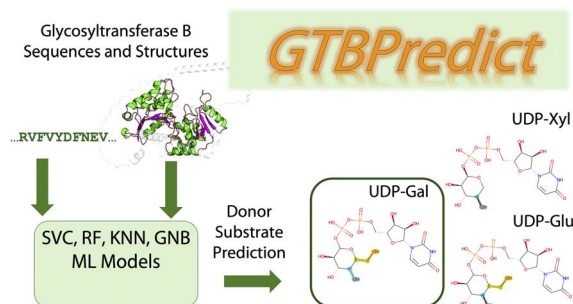 Glycosyltransferase B
Sequences and Structures
GTBPredict
...RVFVYDFNEV...
SVC, RF, KNN, GNB
ML Models
Donor
Substrate
Prediction
UDP-Gal
UDP-Xyl
UDP-Glu